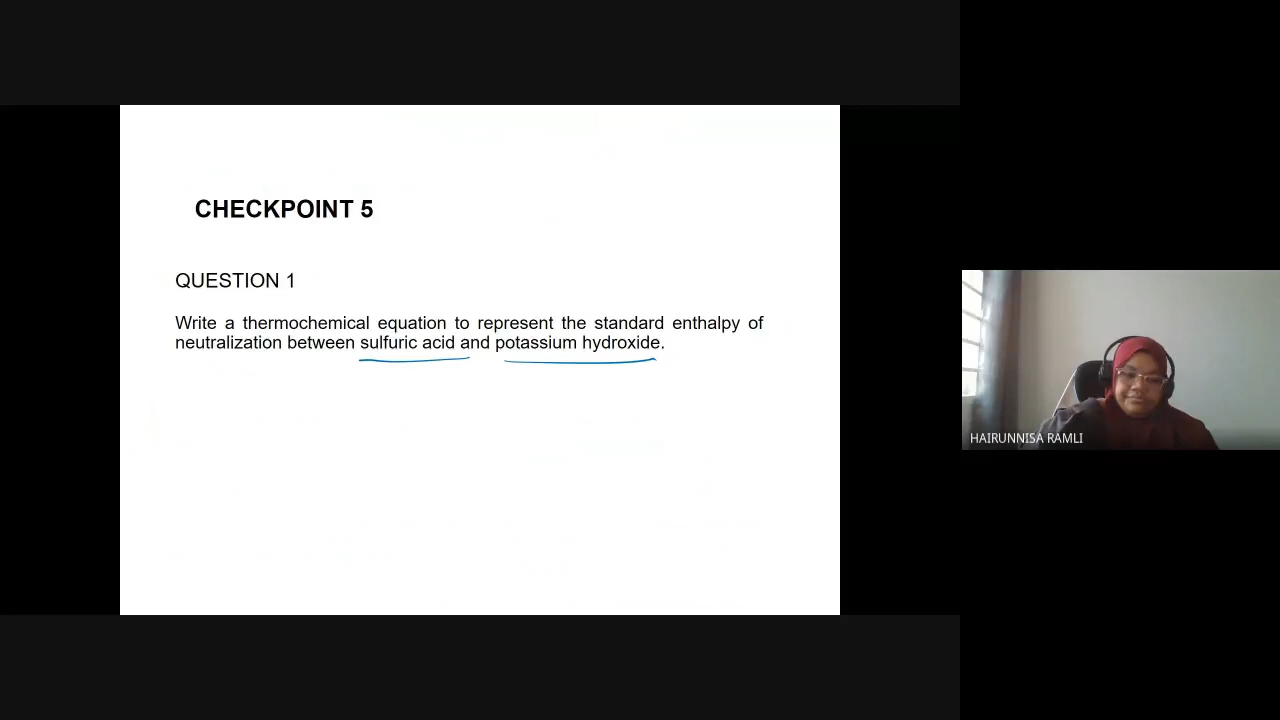 CHECKPOINT 5
QUESTION 1
Write a thermochemical equation to represent the standard enthalpy of
neutralization between sulfuric acid and potassium hydroxide.
HAIRUNNISA RAMLI